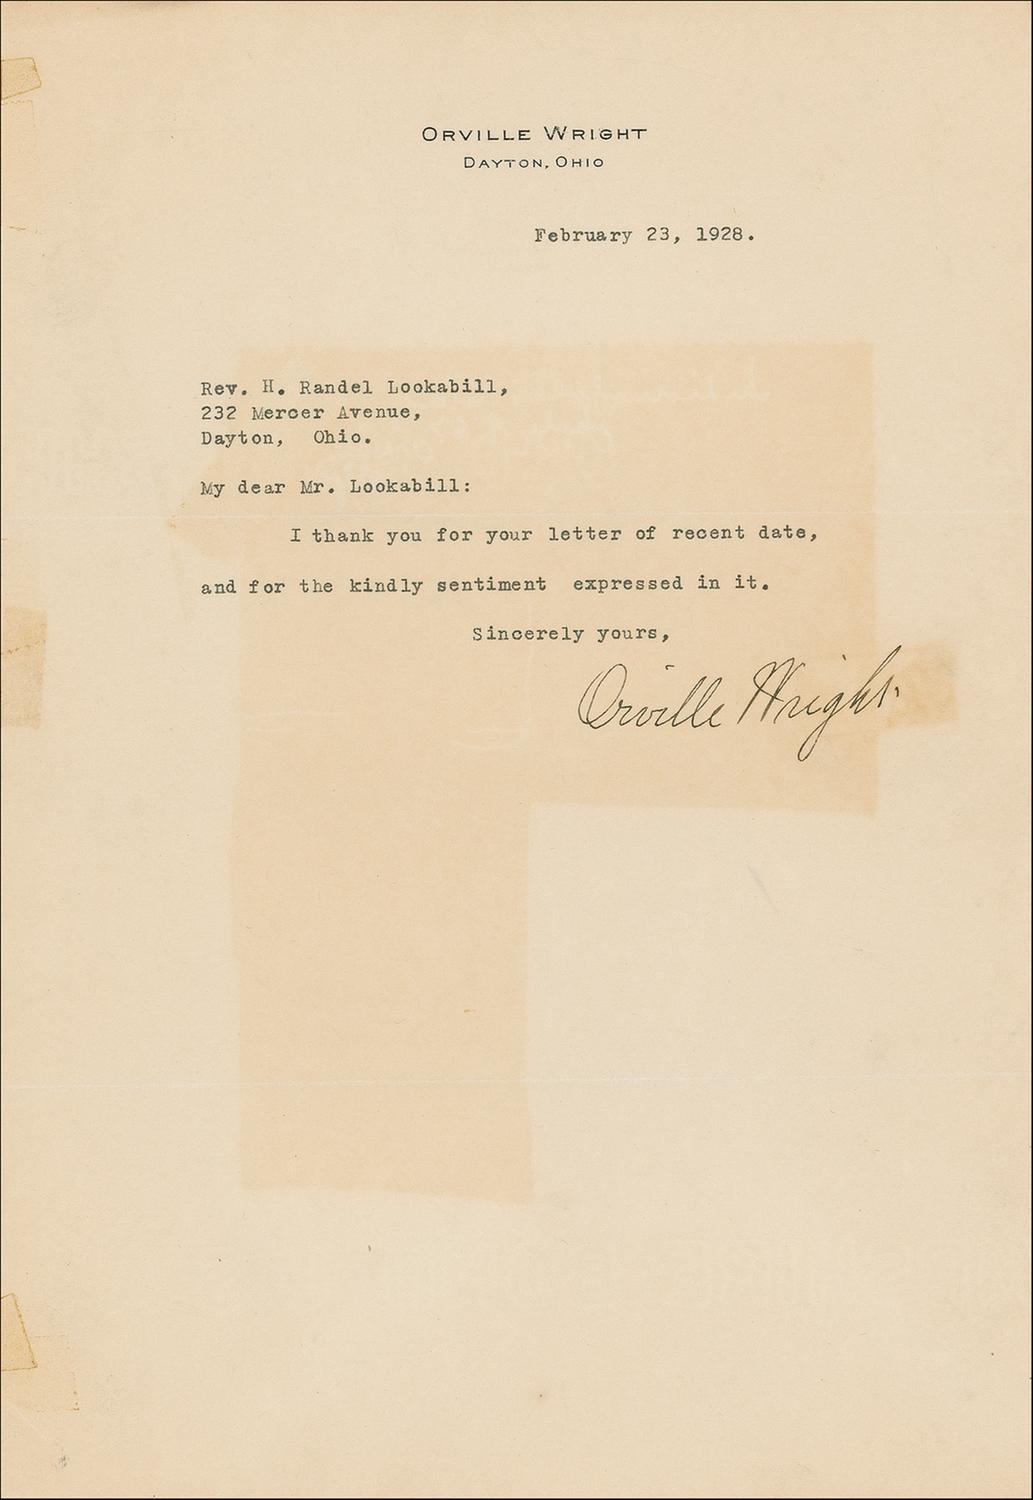 ORVILLE WRIGHT
DAYTON, OHIO
February 23, 1928.
Rev. H. Randel Lookabill,
232 Mercer Avenue,
Dayton, Ohio.
My dear Mr. Lookabill:
I thank you for your letter of recent date,
and for the kindly sentiment expressed in it.
Sincerely yours,
Orville Wright.